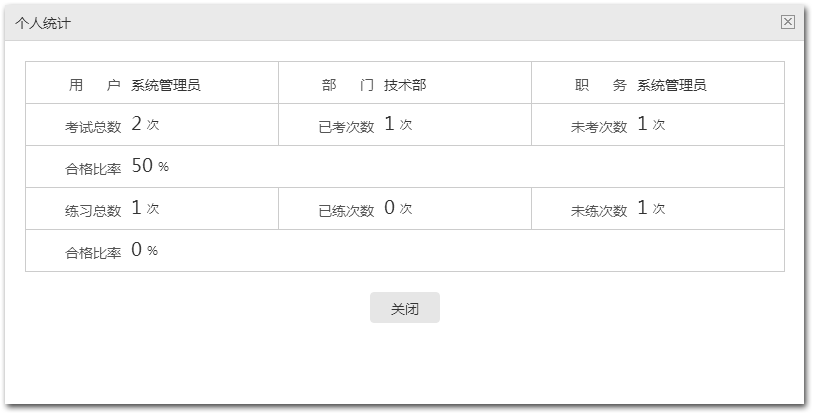 个人统计
用 户 系统管理员 部 门 技术部 职 务 系统管理员
考试总数 2 次 已考次数 1 次 未考次数 1 次
合格比率 50 %
练习总数 1 次 已练次数 0 次 未练次数 1 次
合格比率 0 %
关闭